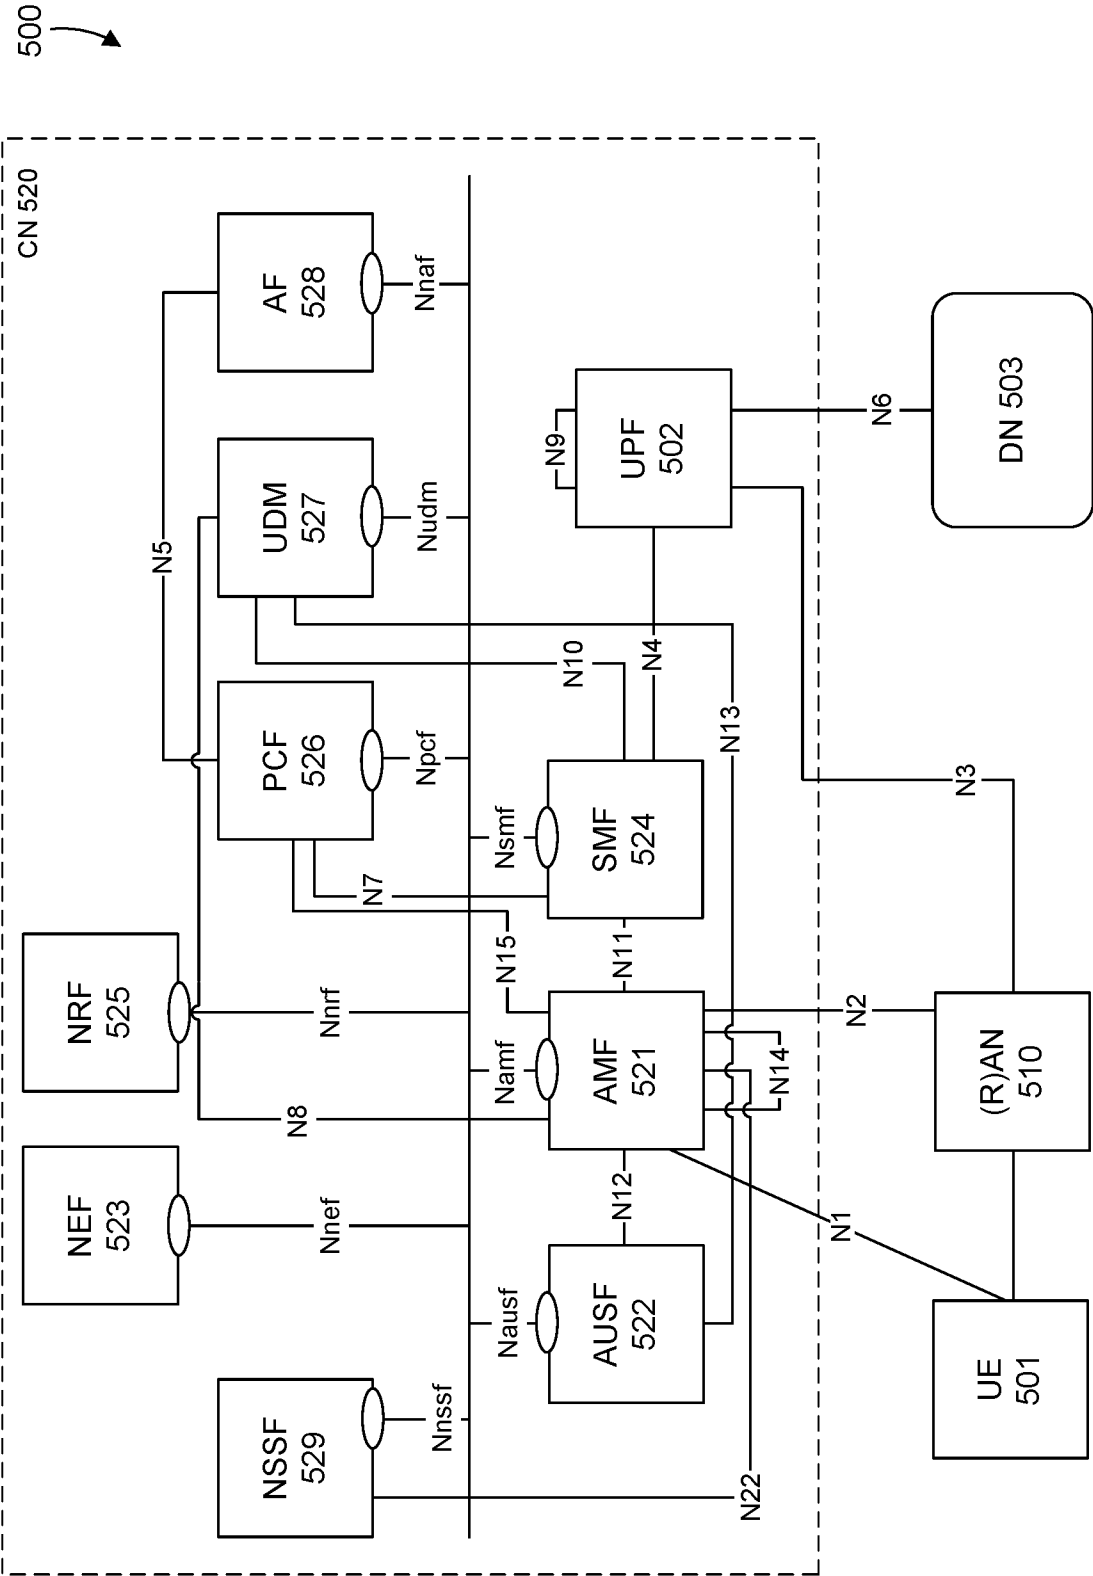 500
CN 520
NSSF
529
NEF
523
NRF
525
PCF
526
UDM
527
AF
528
N5
N8
N7
N15
N10
Nnssf
Nnef
Nnrf
Npcf
Nudm
Nnaf
Nausf
Namf
Nsmf
AUSF
522
N12
AMF
521
N11
SMF
524
N4
N9
UPF
502
N22
N14
N13
N1
N2
N3
N6
UE
501
(R)AN
510
DN 503